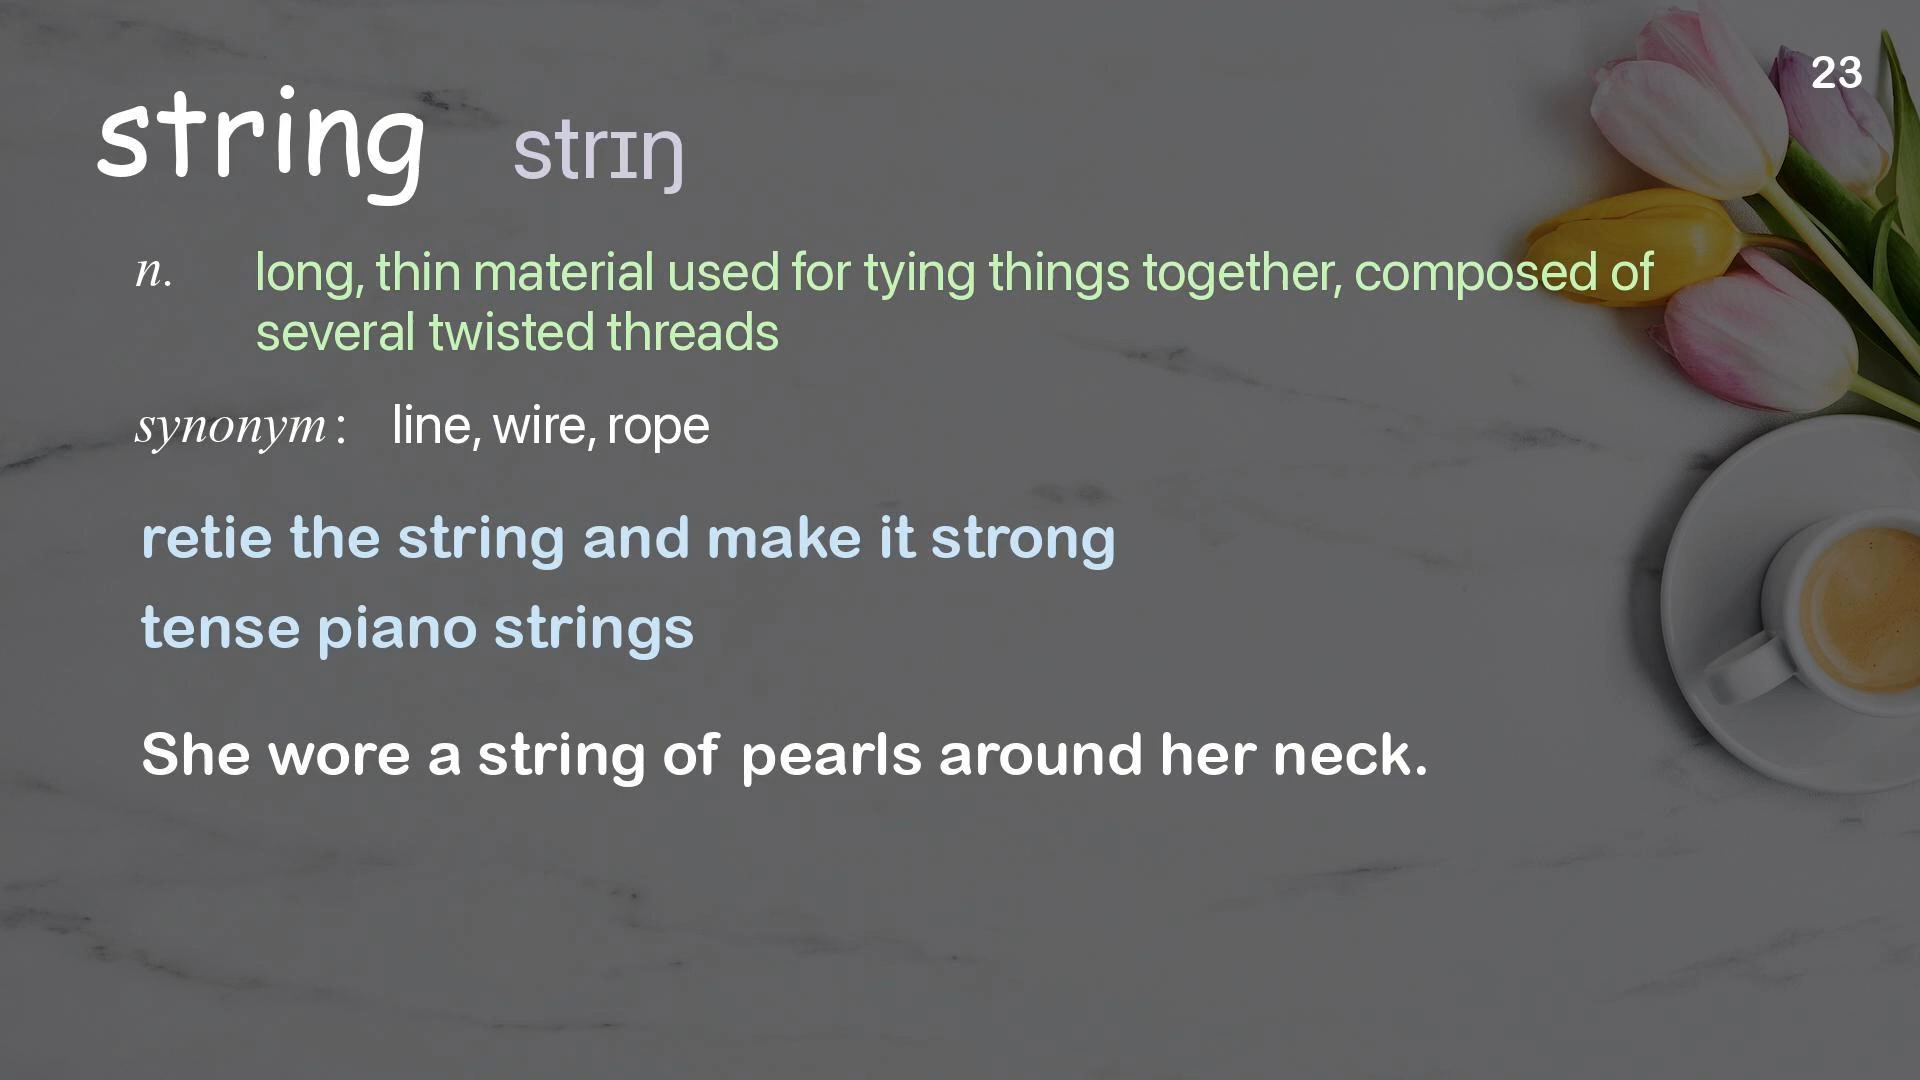 23
string strɪŋ
n. long, thin material used for tying things together, composed of
several twisted threads
synonym : line, wire, rope
retie the string and make it strong
tense piano strings
She wore a string of pearls around her neck.